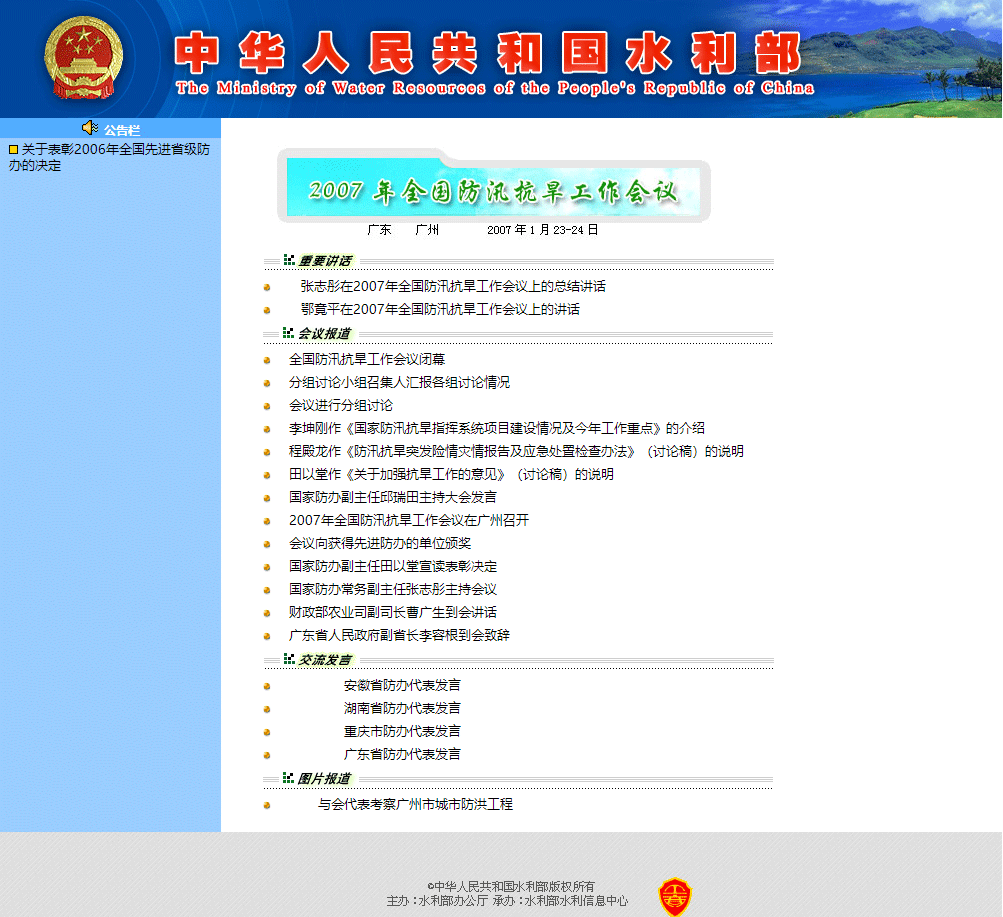 中华人民共和国水利部
The Ministry of Water Resources of the People's Republic of China
公告栏
关于表彰2006年全国先进省级防
办的决定
2007 年全国防汛抗旱工作会议
广东 广州 2007 年 1 月 23-24 日
重要讲话
张志彤在2007年全国防汛抗旱工作会议上的总结讲话
鄂竟平在2007年全国防汛抗旱工作会议上的讲话
会议报道
全国防汛抗旱工作会议闭幕
分组讨论小组召集人汇报各组讨论情况
会议进行分组讨论
李坤刚作《国家防汛抗旱指挥系统项目建设情况及今年工作重点》的介绍
程殿龙作《防汛抗旱突发险情灾情报告及应急处置检查办法》（讨论稿）的说明
田以堂作《关于加强抗旱工作的意见》（讨论稿）的说明
国家防办副主任邱瑞田主持大会发言
2007年全国防汛抗旱工作会议在广州召开
会议向获得先进防办的单位颁奖
国家防办副主任田以堂宣读表彰决定
国家防办常务副主任张志彤主持会议
财政部农业司副司长曹广生到会讲话
广东省人民政府副省长李容根到会致辞
交流发言
安徽省防办代表发言
湖南省防办代表发言
重庆市防办代表发言
广东省防办代表发言
图片报道
与会代表考察广州市城市防洪工程
©中华人民共和国水利部版权所有
主办：水利部办公厅 承办：水利部水利信息中心